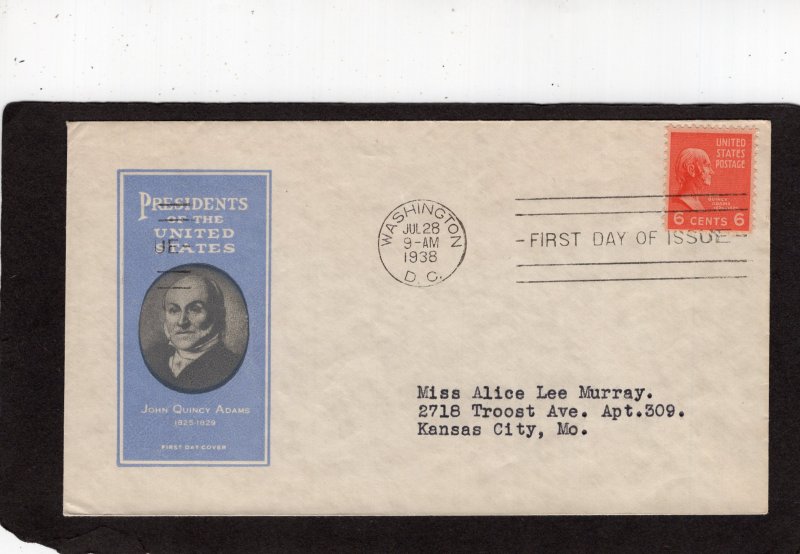 PRESIDENTS
OF THE
UNITED
STATES
JOHN QUINCY ADAMS
1825-1829
FIRST DAY COVER
WASHINGTON
JUL 28
9-AM
1938
D. C.
UNITED
STATES
POSTAGE
QUINCY
ADAMS
6 CENTS 6
FIRST DAY OF ISSUE
Miss Alice Lee Murray.
2718 Troost Ave. Apt.309.
Kansas City, Mo.